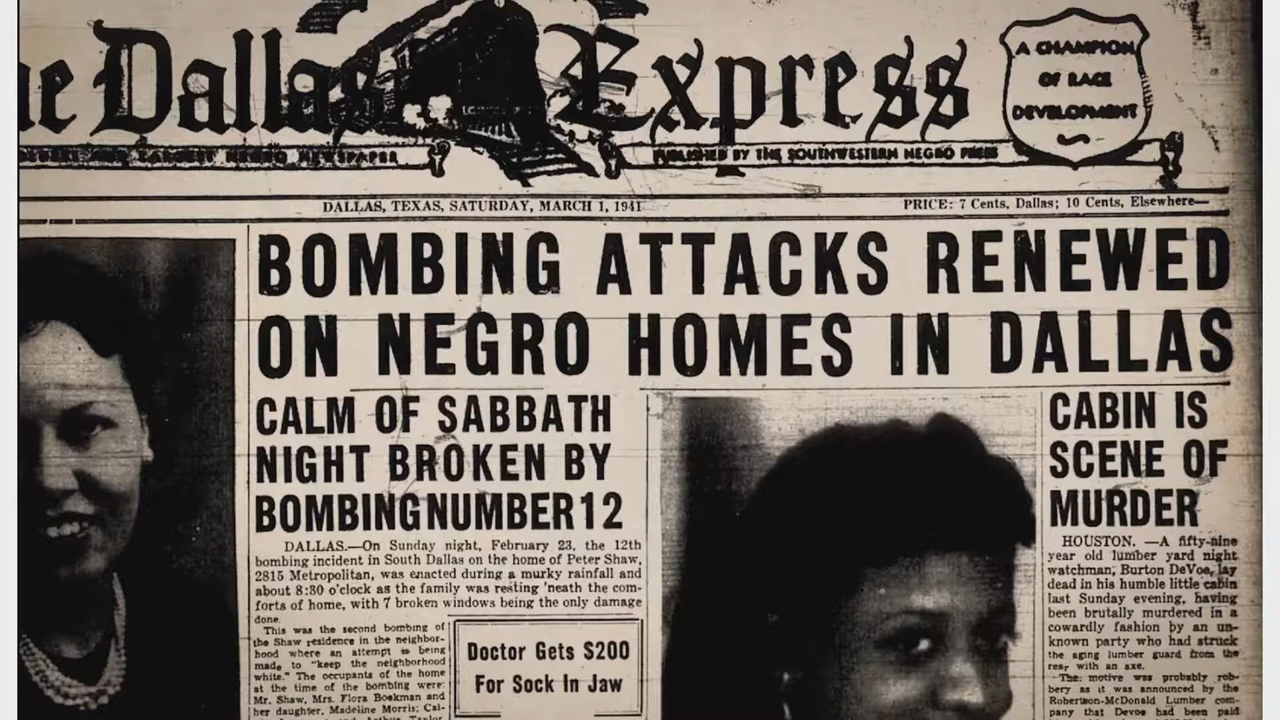 he Dallas Express
A CHAMPION
OF RACE
DEVELOPMENT
AND LARGEST NEGRO NEWSPAPER
PUBLISHED BY THE SOUTHWESTERN NEGRO PRESS
DALLAS, TEXAS, SATURDAY, MARCH 1, 1941
PRICE: 7 Cents, Dallas; 10 Cents, Elsewhere—
BOMBING ATTACKS RENEWED
ON NEGRO HOMES IN DALLAS
CALM OF SABBATH
NIGHT BROKEN BY
BOMBING NUMBER 12
DALLAS.—On Sunday night, February 23, the 12th
bombing incident in South Dallas on the home of Peter Shaw,
2815 Metropolitan, was enacted during a murky rainfall and
about 8:30 o'clock as the family was resting 'neath the com-
forts of home, with 7 broken windows being the only damage
done.
This was the second bombing of
the Shaw residence in the neighbor-
hood where an attempt is being
made to "keep the neighborhood
white." The occupants of the home
at the time of the bombing were:
Mr. Shaw, Mrs. Flora Boekman and
her daughter, Madeline Morris; Cal-
Arthur Taylor
Doctor Gets $200
For Sock In Jaw
CABIN IS
SCENE OF
MURDER
HOUSTON. —A fifty-nine
year old lumber yard night
watchman, Burton DeVoe, lay
dead in his humble little cabin
last Sunday evening, having
been brutally murdered in a
cowardly fashion by an un-
known party who had struck
the aging lumber guard from the
rear with an axe.
The motive was probably rob-
bery as it was announced by the
Robertson-McDonald Lumber com-
pany that Devoe had been paid